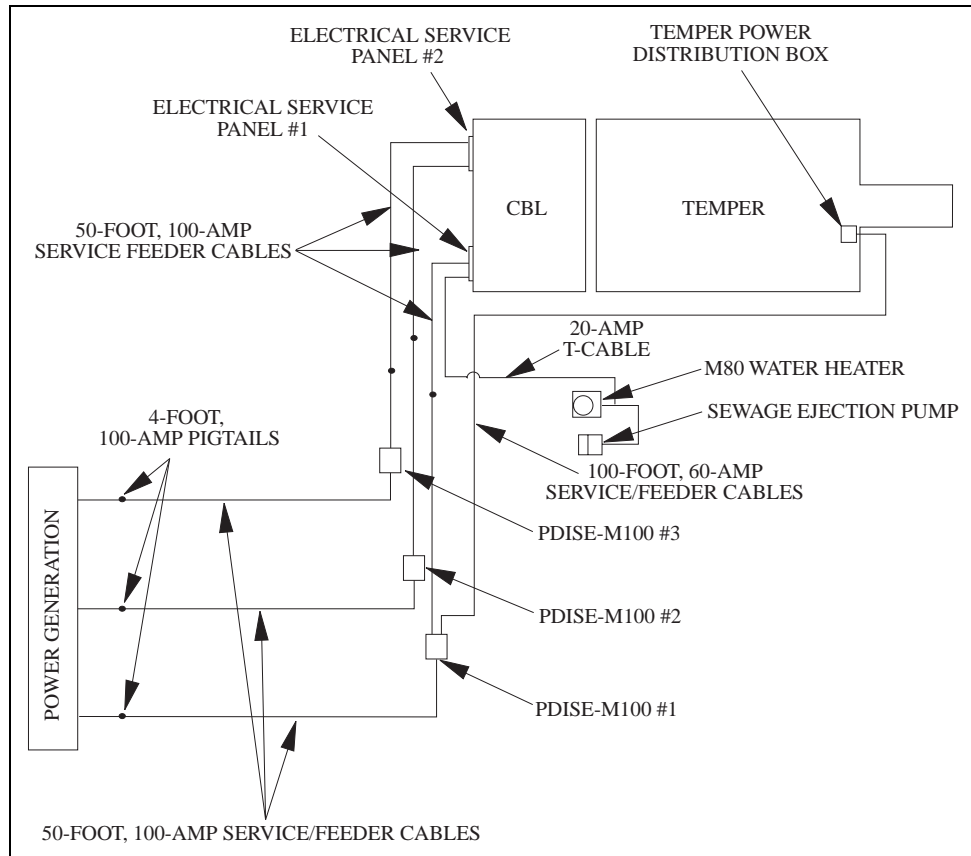 ELECTRICAL SERVICE
PANEL #2
TEMPER POWER
DISTRIBUTION BOX
ELECTRICAL SERVICE
PANEL #1
CBL
TEMPER
50-FOOT, 100-AMP
SERVICE FEEDER CABLES
20-AMP
T-CABLE
M80 WATER HEATER
SEWAGE EJECTION PUMP
4-FOOT,
100-AMP PIGTAILS
100-FOOT, 60-AMP
SERVICE/FEEDER CABLES
PDISE-M100 #3
POWER GENERATION
PDISE-M100 #2
PDISE-M100 #1
50-FOOT, 100-AMP SERVICE/FEEDER CABLES